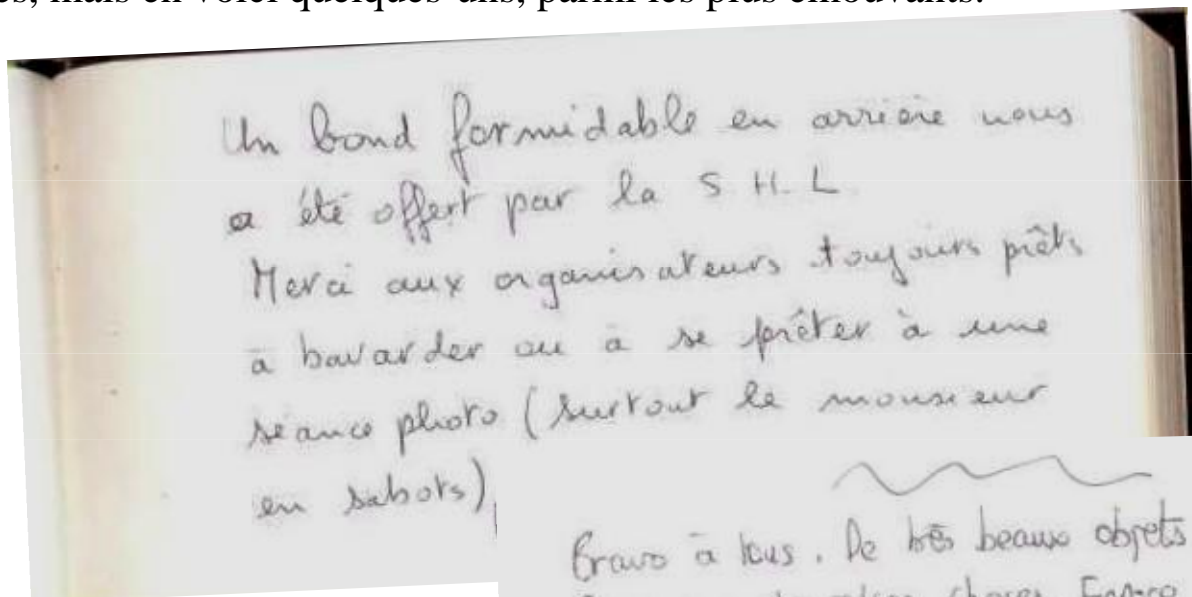 mais en voici quelques-uns, parmi les plus émouvants.
Un bond formidable en arrière nous
a été offert par la S. H. L
Merci aux organisateurs toujours prêts
à bavarder ou à se prêter à une
séance photo (surtout le monsieur
en sabots)
Bravo à tous. De très beaux objets
choses